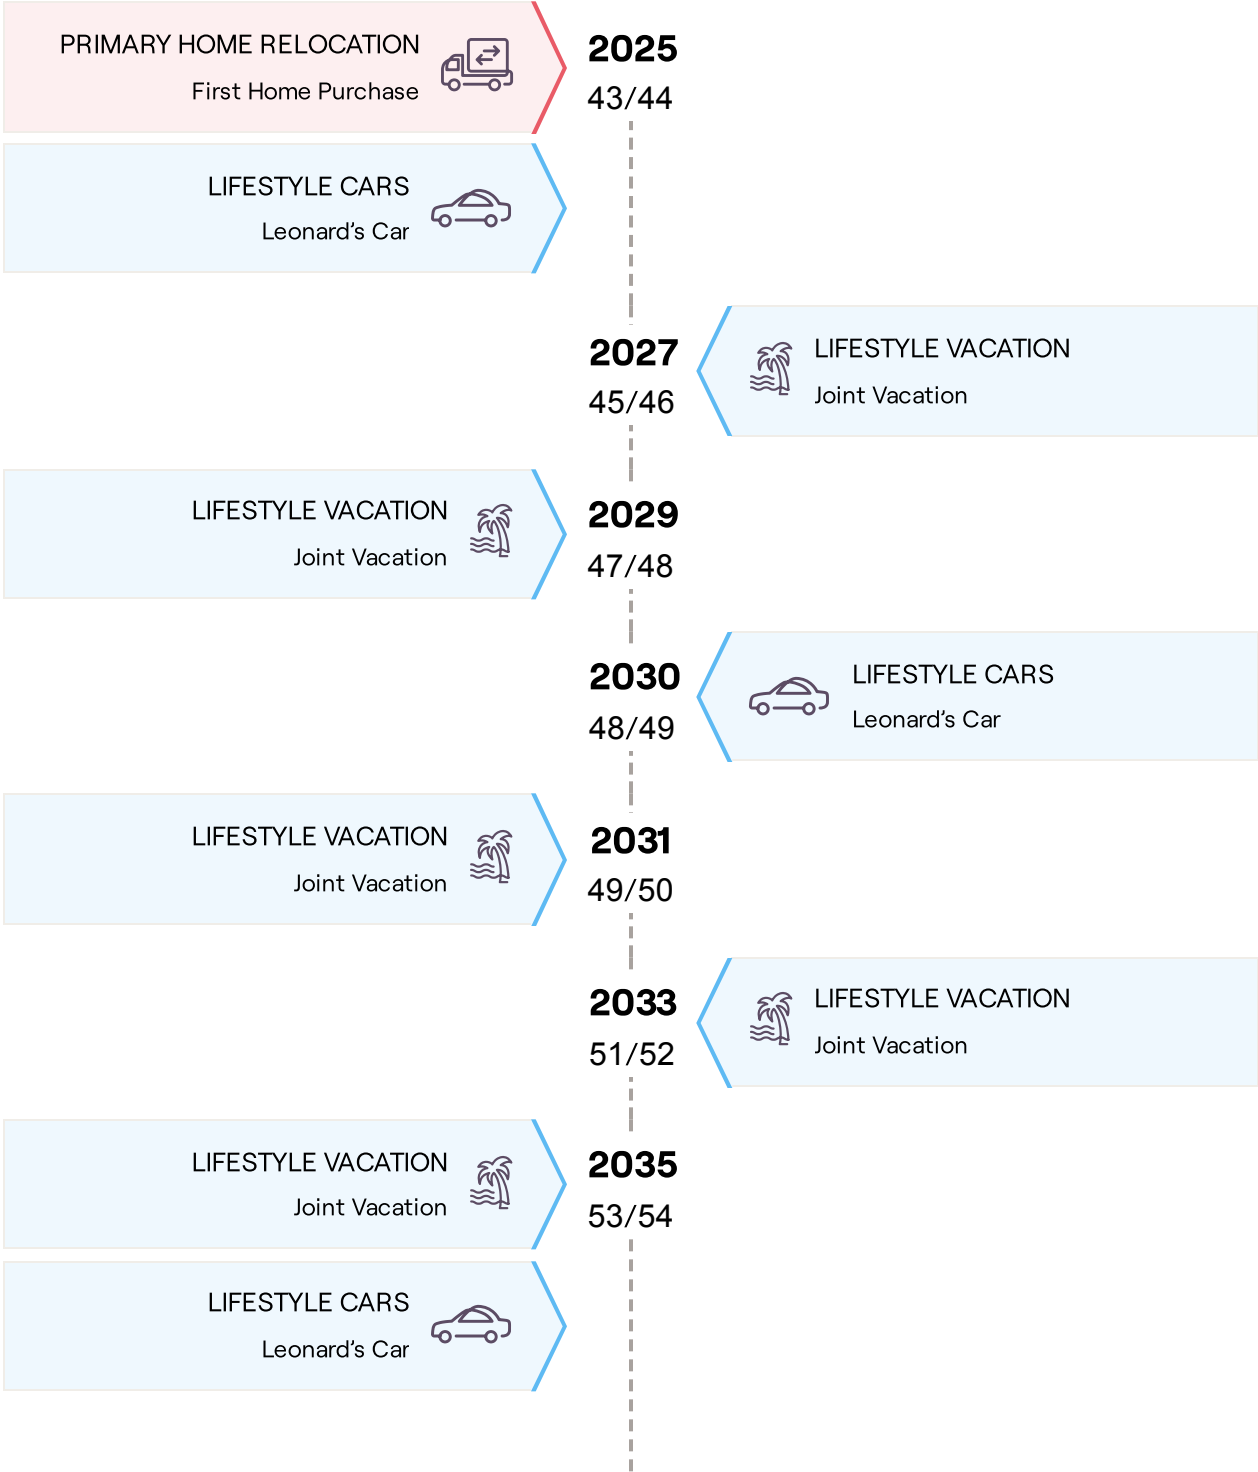 PRIMARY HOME RELOCATION
First Home Purchase
2025
43/44
LIFESTYLE CARS
Leonard's Car
2027
45/46
LIFESTYLE VACATION
Joint Vacation
LIFESTYLE VACATION
Joint Vacation
2029
47/48
2030
48/49
LIFESTYLE CARS
Leonard's Car
LIFESTYLE VACATION
Joint Vacation
2031
49/50
2033
51/52
LIFESTYLE VACATION
Joint Vacation
LIFESTYLE VACATION
Joint Vacation
2035
53/54
LIFESTYLE CARS
Leonard's Car